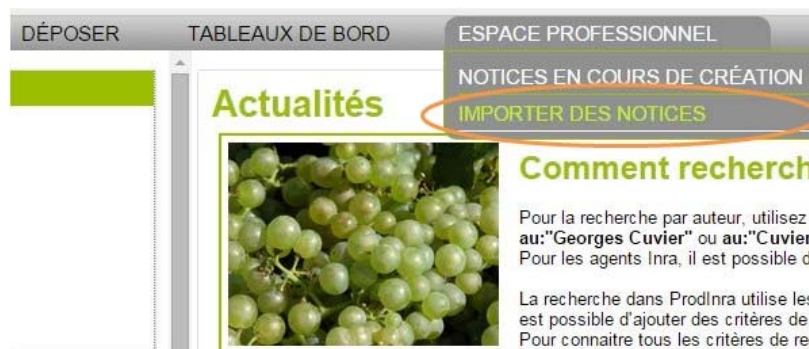 DÉPOSER
TABLEAUX DE BORD
ESPACE PROFESSIONNEL
NOTICES EN COURS DE CRÉATION
IMPORTER DES NOTICES
Actualités
Comment recherch
Pour la recherche par auteur, utilisez
au:"Georges Cuvier" ou au:"Cuvier
Pour les agents Inra, il est possible d
La recherche dans ProdInra utilise les
est possible d'ajouter des critères de
Pour connaitre tous les critères de re